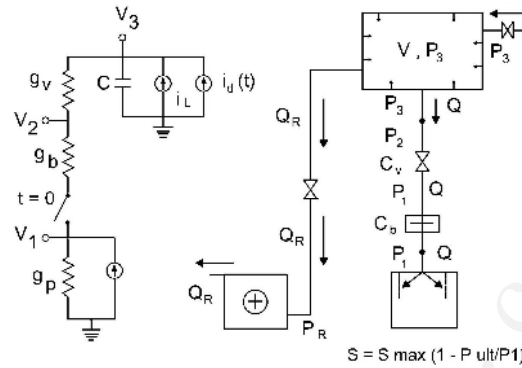 V3
gv
C
iL
id(t)
V2
gb
t=0
V1
gp
QR
QR
QR
PR
V, P3
P3
P3
Q
P2
Cv
P1
Q
Cb
P1
Q
S = S max (1 - P ult/P1)